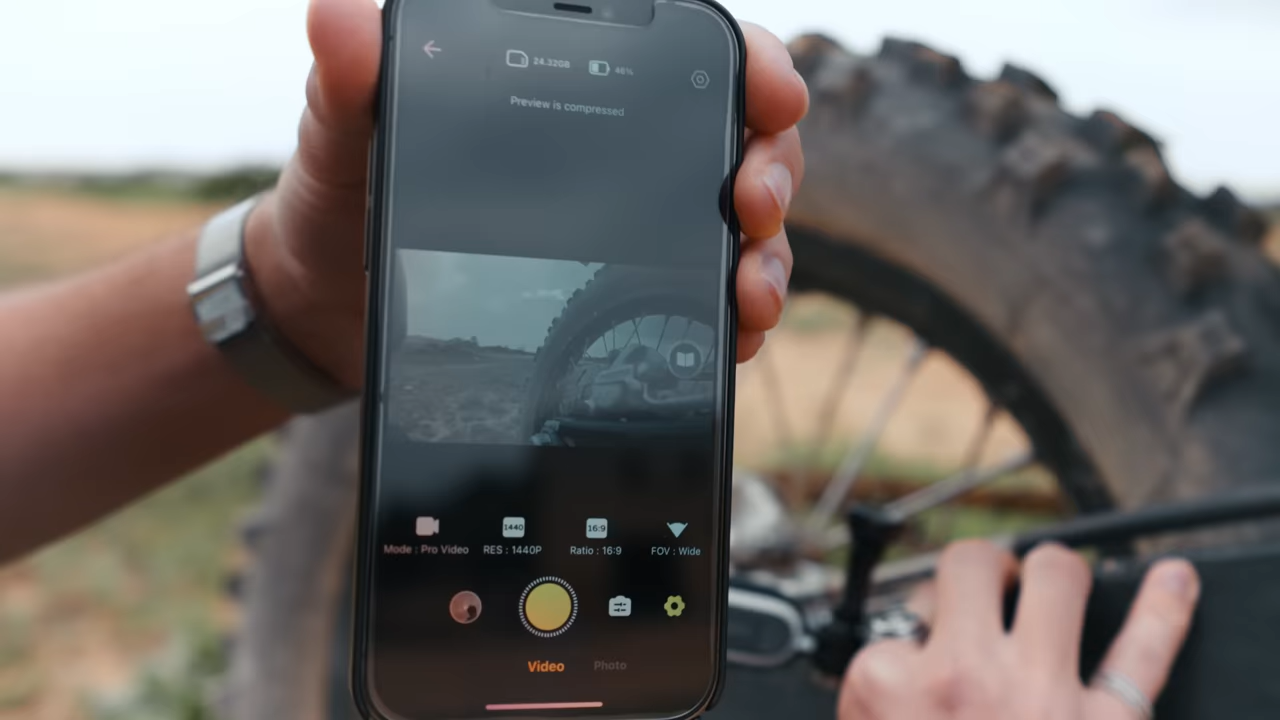 24.32GB 46%
Preview is compressed
1440 16:9
Mode : Pro Video RES : 1440P Ratio : 16:9 FOV : Wide
Video Photo